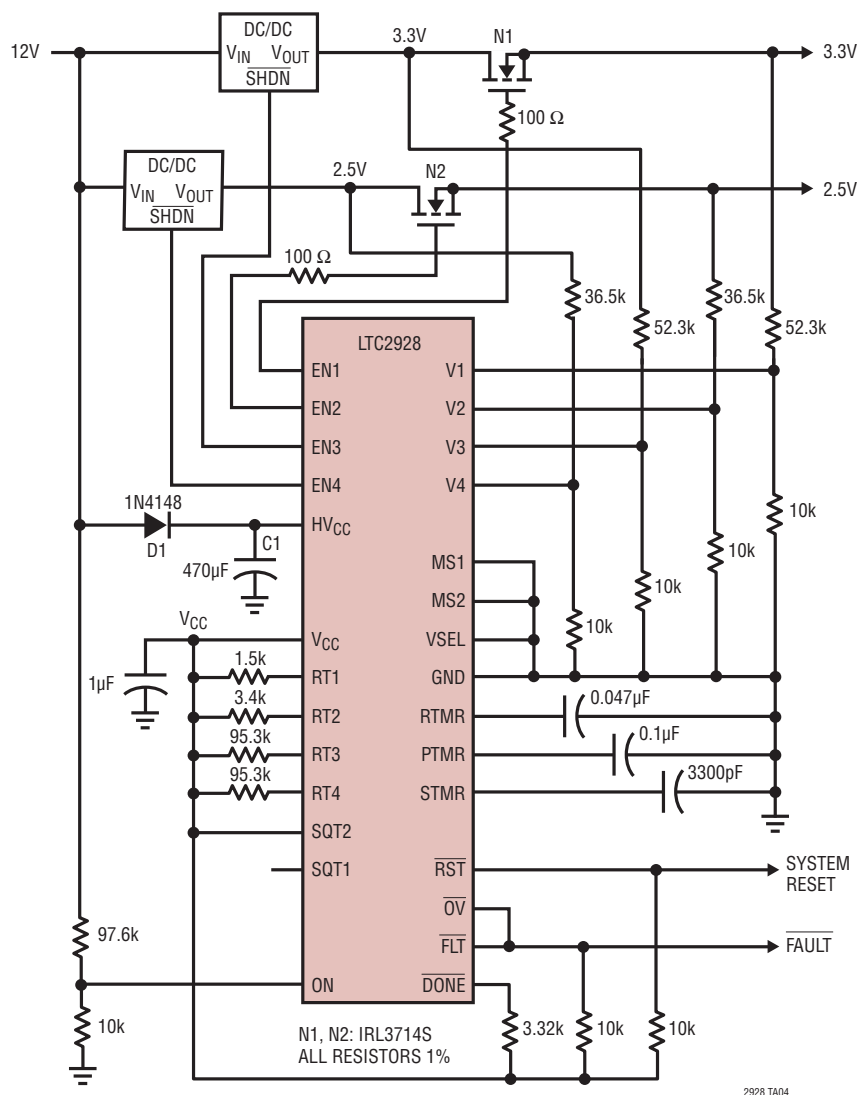 DC/DC
12V
V_IN V_OUT
SHDN
3.3V
N1
3.3V
100 Ω
DC/DC
V_IN V_OUT
SHDN
2.5V
N2
2.5V
100 Ω
36.5k
52.3k
36.5k
52.3k
LTC2928
EN1
V1
EN2
V2
EN3
V3
EN4
V4
1N4148
D1
HV_CC
C1
470µF
10k
10k
10k
10k
MS1
MS2
VSEL
GND
V_CC
V_CC
1µF
1.5k
RT1
3.4k
RT2
95.3k
RT3
95.3k
RT4
SQT2
SQT1
RTMR
0.047µF
PTMR
0.1µF
STMR
3300pF
RST
SYSTEM
RESET
OV
FLT
FAULT
97.6k
ON
DONE
10k
3.32k
10k
10k
N1, N2: IRL3714S
ALL RESISTORS 1%
2928 TA04